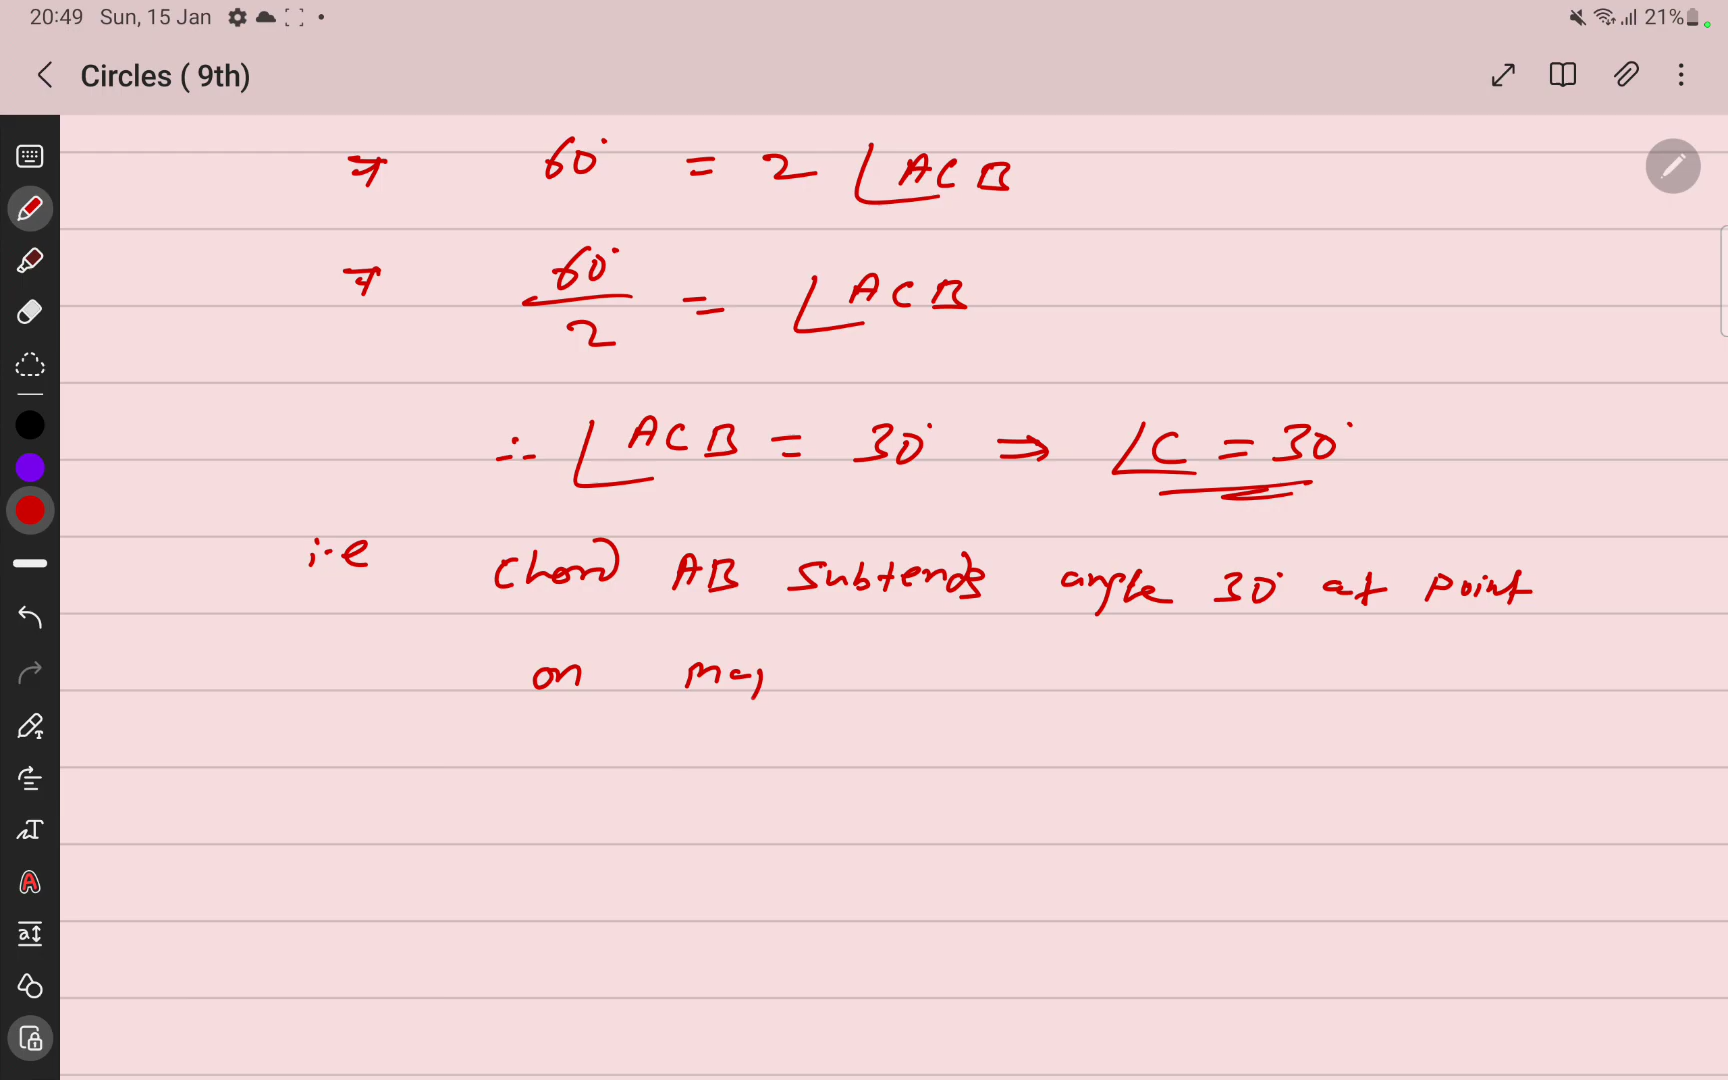 20:49 Sun, 15 Jan 21%
Circles ( 9th)
⇒ 60° = 2 ∠ACB
⇒ 60°/2 = ∠ACB
∴ ∠ACB = 30° ⇒ ∠C = 30°
i.e chord AB subtends angle 30° at point
on maj